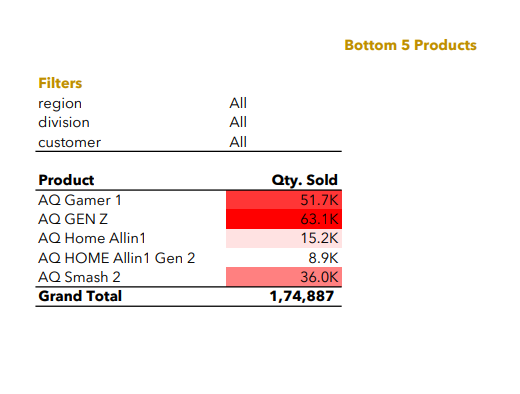 Bottom 5 Products
Filters
region All
division All
customer All
Product Qty. Sold
AQ Gamer 1 51.7K
AQ GEN Z 63.1K
AQ Home Allin1 15.2K
AQ HOME Allin1 Gen 2 8.9K
AQ Smash 2 36.0K
Grand Total 1,74,887